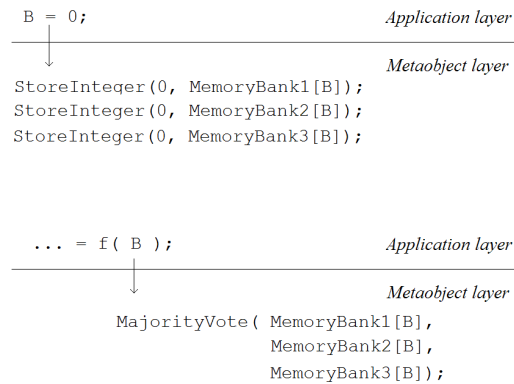 B = 0; Application layer
Metaobject layer
StoreInteger(0, MemoryBank1[B]);
StoreInteger(0, MemoryBank2[B]);
StoreInteger(0, MemoryBank3[B]);
... = f( B ); Application layer
Metaobject layer
MajorityVote( MemoryBank1[B],
MemoryBank2[B],
MemoryBank3[B]);